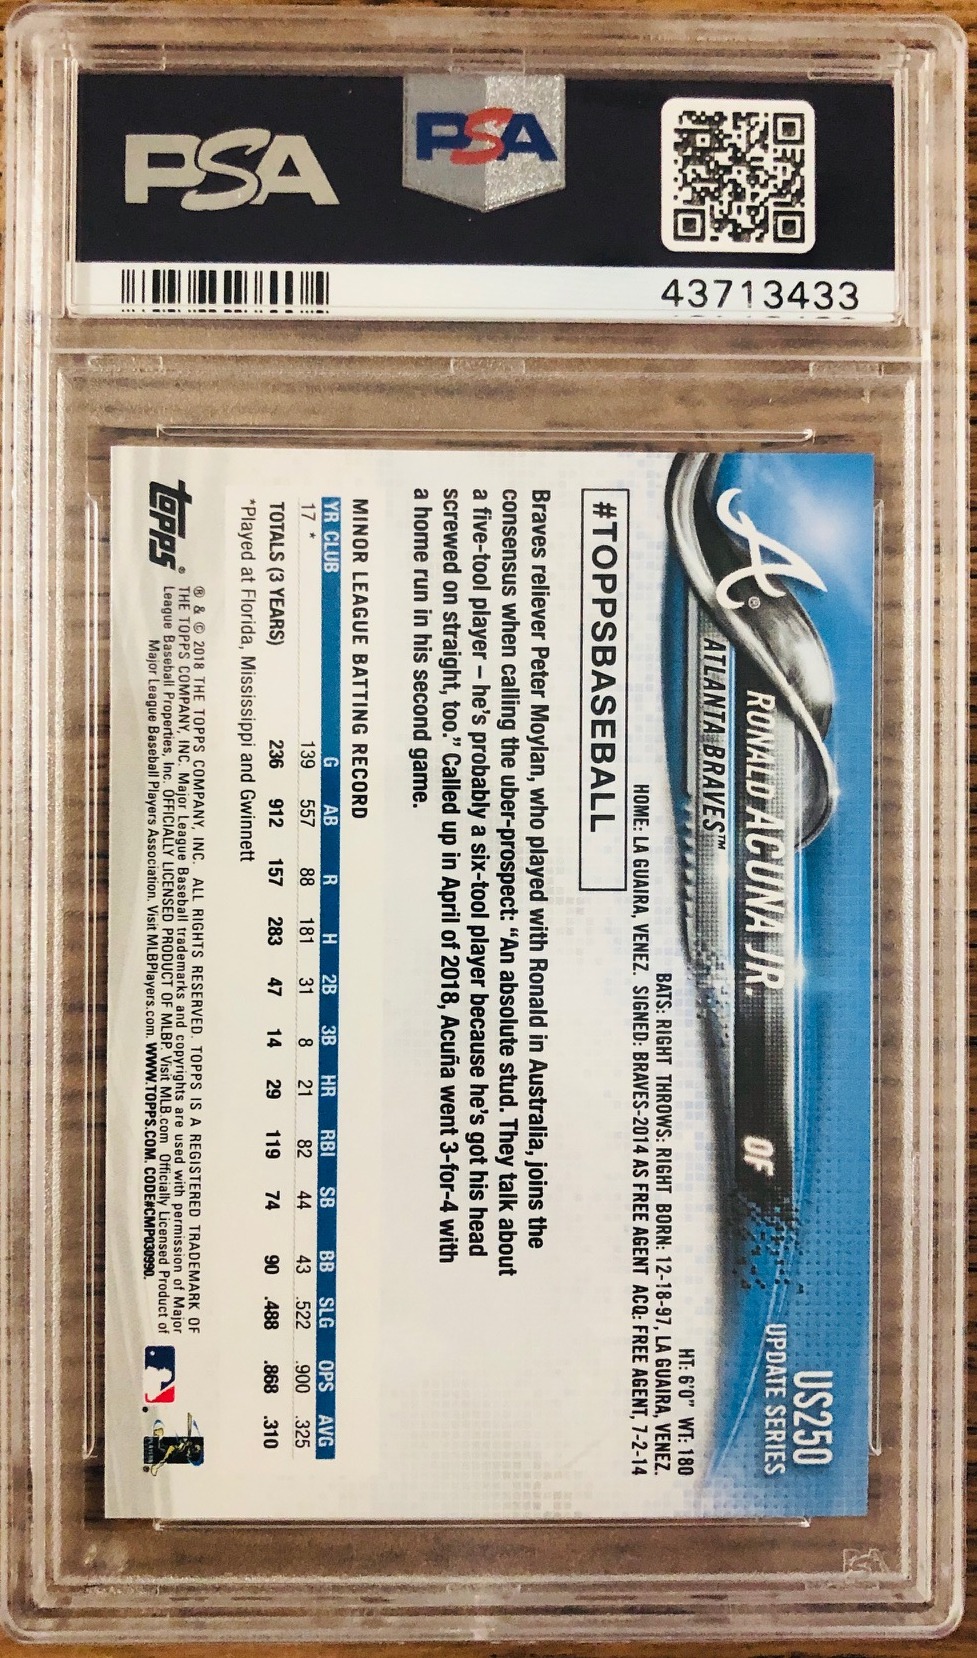 PSA
PSA
43713433
US250
UPDATE SERIES
A®
RONALD ACUÑA JR.
OF
ATLANTA BRAVES™
HT: 6'0" WT: 180
BATS: RIGHT THROWS: RIGHT BORN: 12-18-97, LA GUAIRA, VENEZ.
HOME: LA GUAIRA, VENEZ. SIGNED: BRAVES-2014 AS FREE AGENT ACQ: FREE AGENT, 7-2-14
#TOPPSBASEBALL
Braves reliever Peter Moylan, who played with Ronald in Australia, joins the
consensus when calling the uber-prospect: “An absolute stud. They talk about
a five-tool player – he’s probably a six-tool player because he’s got his head
screwed on straight, too.” Called up in April of 2018, Acuña went 3-for-4 with
a home run in his second game.
MINOR LEAGUE BATTING RECORD
YR CLUB G AB R H 2B 3B HR RBI SB BB SLG OPS AVG
17 * 139 557 88 181 31 8 21 82 44 43 .522 .900 .325
TOTALS (3 YEARS) 236 912 157 283 47 14 29 119 74 90 .488 .868 .310
*Played at Florida, Mississippi and Gwinnett
topps®
® & © 2018 THE TOPPS COMPANY, INC. ALL RIGHTS RESERVED. TOPPS IS A REGISTERED TRADEMARK OF
THE TOPPS COMPANY, INC. Major League Baseball trademarks and copyrights are used with permission of Major
League Baseball Properties, Inc. OFFICIALLY LICENSED PRODUCT OF MLBP. Visit MLB.com Officially Licensed Product of
Major League Baseball Players Association. Visit MLBPlayers.com. WWW.TOPPS.COM. CODE#CMP030990.
PSA